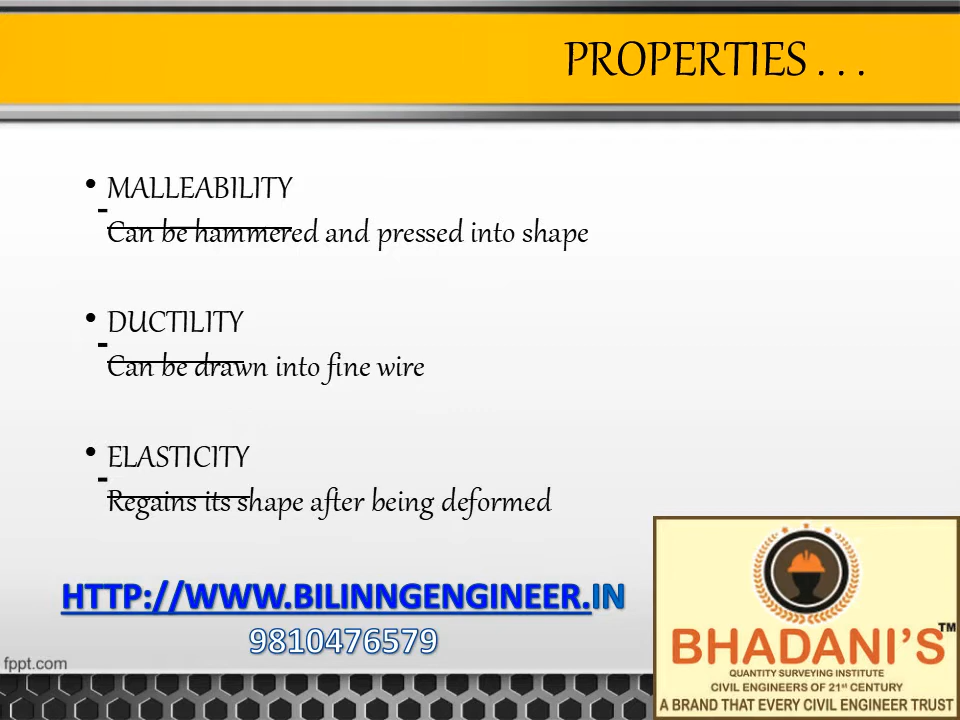 PROPERTIES . . .
• MALLEABILITY
- Can be hammered and pressed into shape
• DUCTILITY
- Can be drawn into fine wire
• ELASTICITY
- Regains its shape after being deformed
HTTP://WWW.BILINNGENGINEER.IN
9810476579
fppt.com
BHADANI'S™
QUANTITY SURVEYING INSTITUTE
CIVIL ENGINEERS OF 21ST CENTURY
A BRAND THAT EVERY CIVIL ENGINEER TRUST